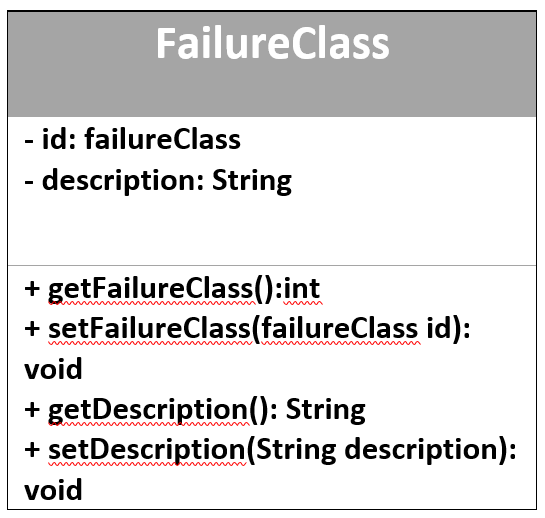 FailureClass
- id: failureClass
- description: String
+ getFailureClass():int
+ setFailureClass(failureClass id):
void
+ getDescription(): String
+ setDescription(String description):
void